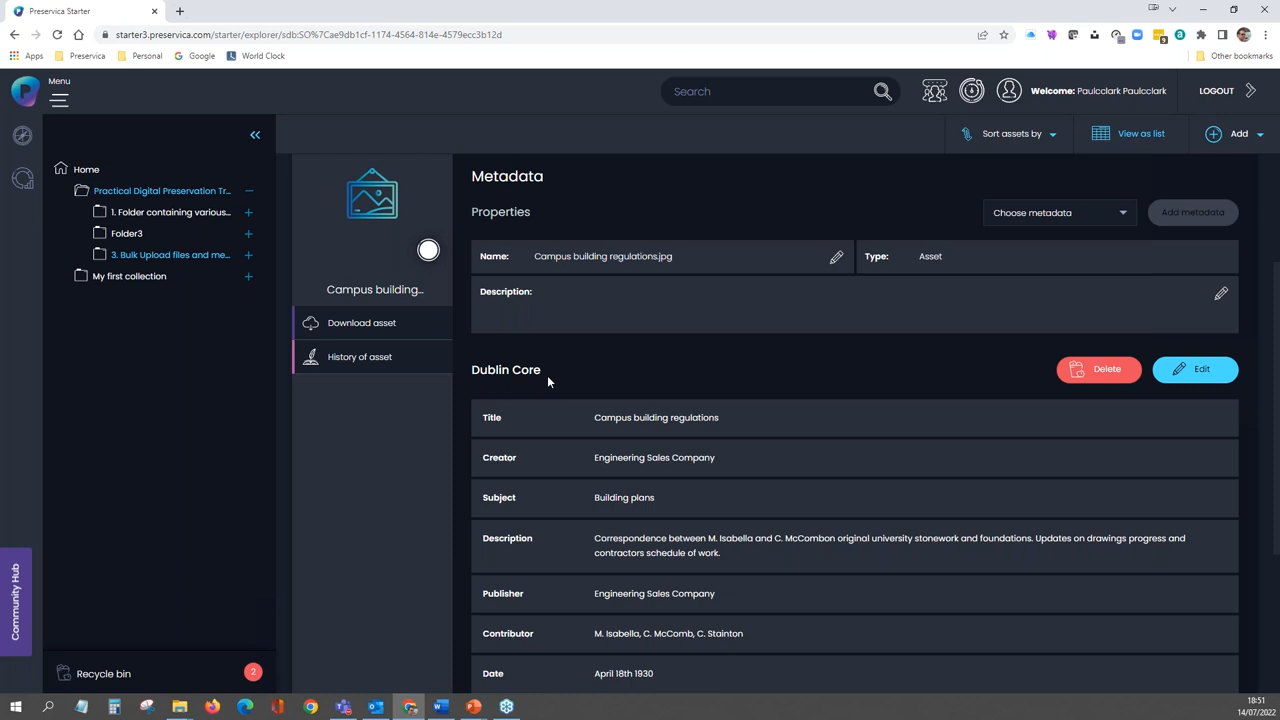 Preservica Starter
starter3.preservica.com/starter/explorer/sdb:SO%7Cae9db1cf-1174-4564-814e-4579ecc3b12d
Apps Preservica Personal Google World Clock Other bookmarks
Menu
Search
Welcome: Paulcclark Paulcclark
LOGOUT
Sort assets by
View as list
Add
Home
Practical Digital Preservation Tr...
1. Folder containing various...
Folder3
3. Bulk Upload files and me...
My first collection
Community Hub
Recycle bin
2
Campus building...
Download asset
History of asset
Metadata
Properties
Choose metadata
Add metadata
Name: Campus building regulations.jpg
Type: Asset
Description:
Dublin Core
Delete
Edit
Title Campus building regulations
Creator Engineering Sales Company
Subject Building plans
Description Correspondence between M. Isabella and C. McCombon original university stonework and foundations. Updates on drawings progress and
contractors schedule of work.
Publisher Engineering Sales Company
Contributor M. Isabella, C. McComb, C. Stainton
Date April 18th 1930
18:51
14/07/2022